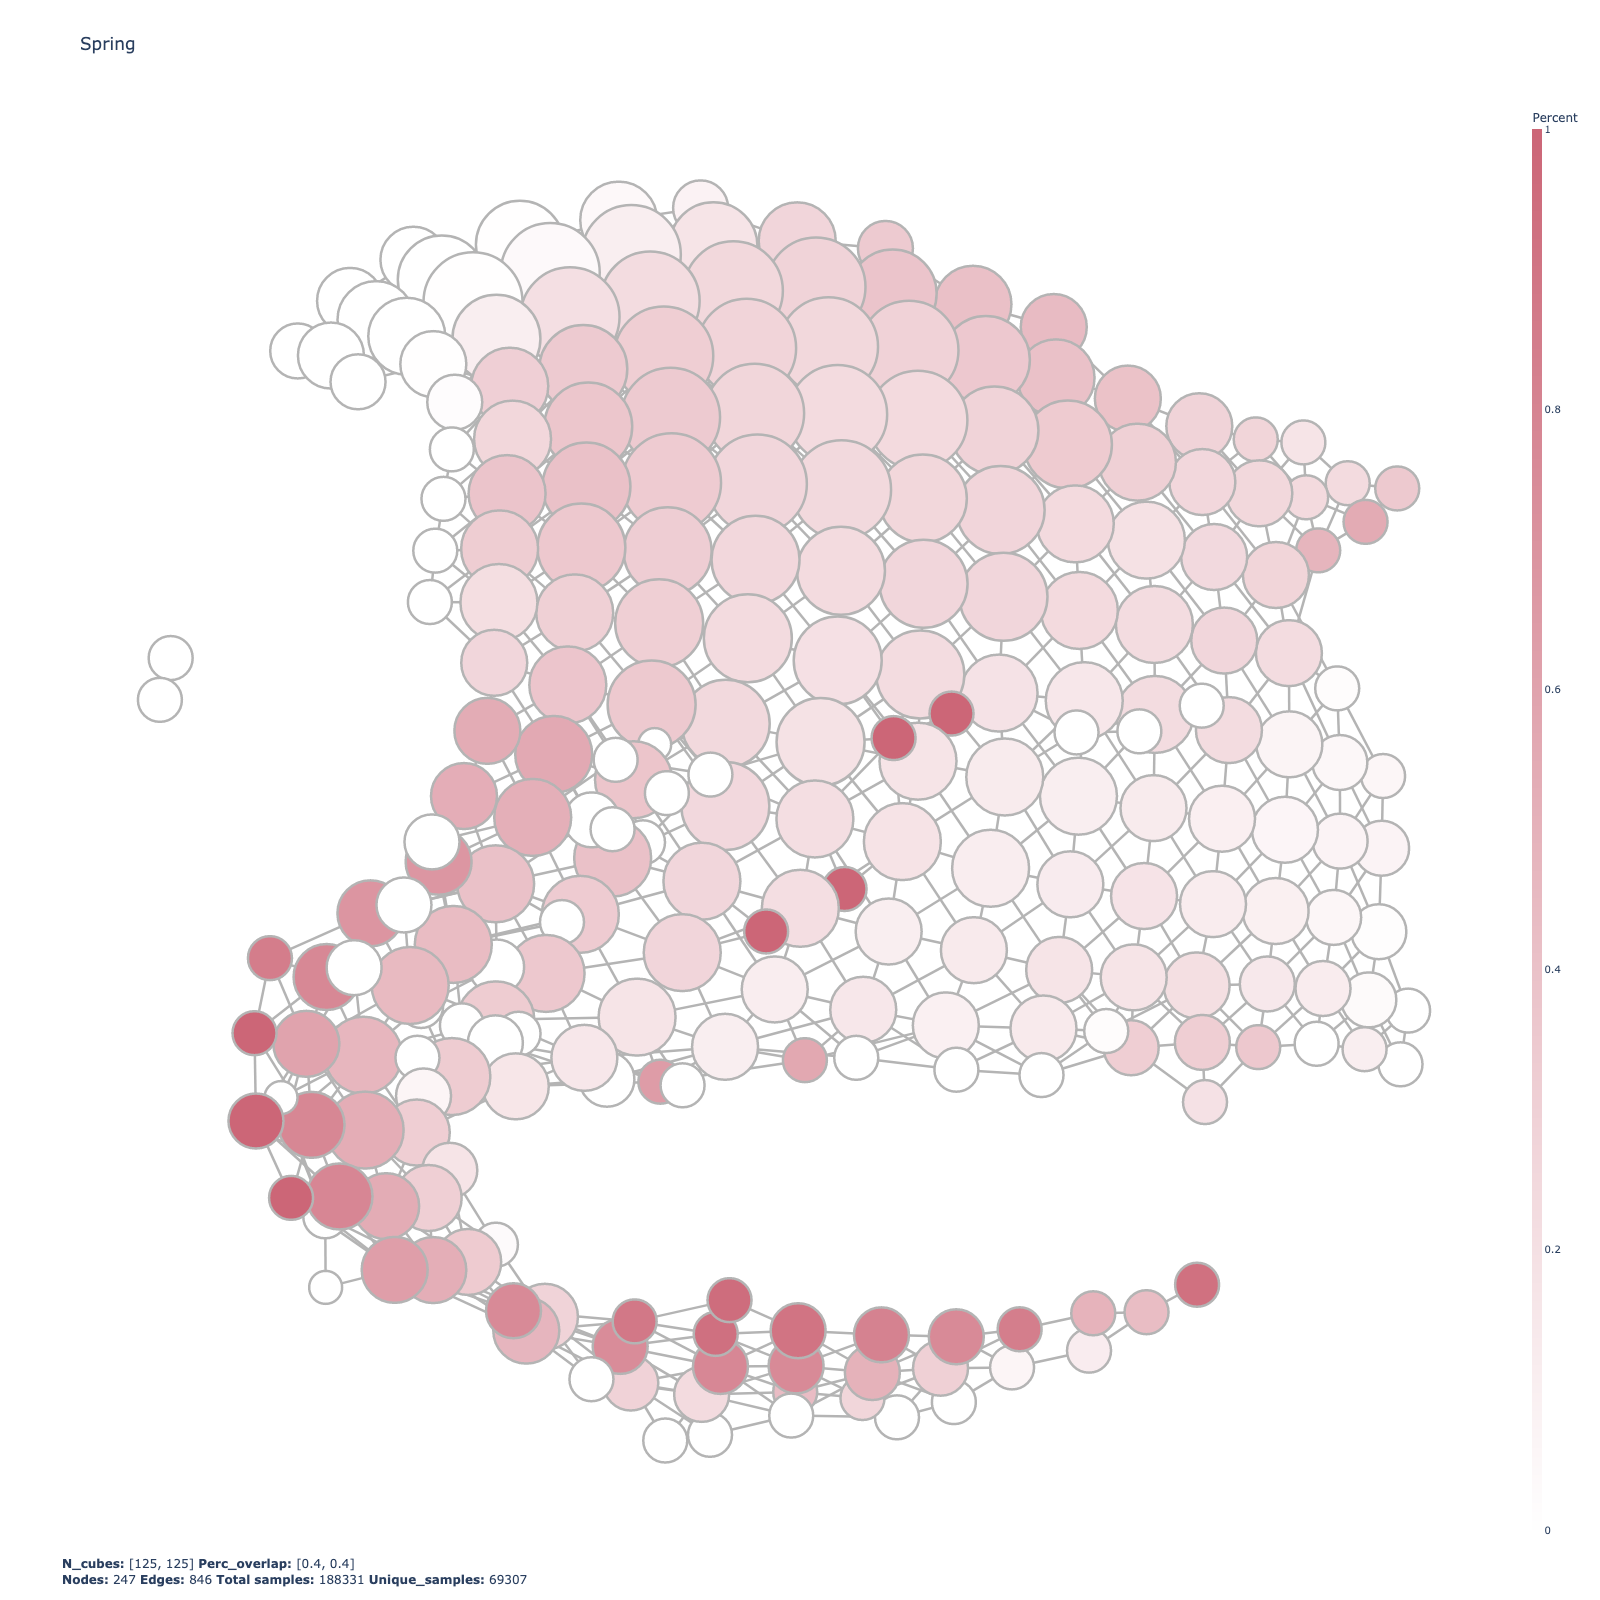 Spring
Percent
1
0.8
0.6
0.4
0.2
0
N_cubes: [125, 125] Perc_overlap: [0.4, 0.4]
Nodes: 247 Edges: 846 Total samples: 188331 Unique_samples: 69307